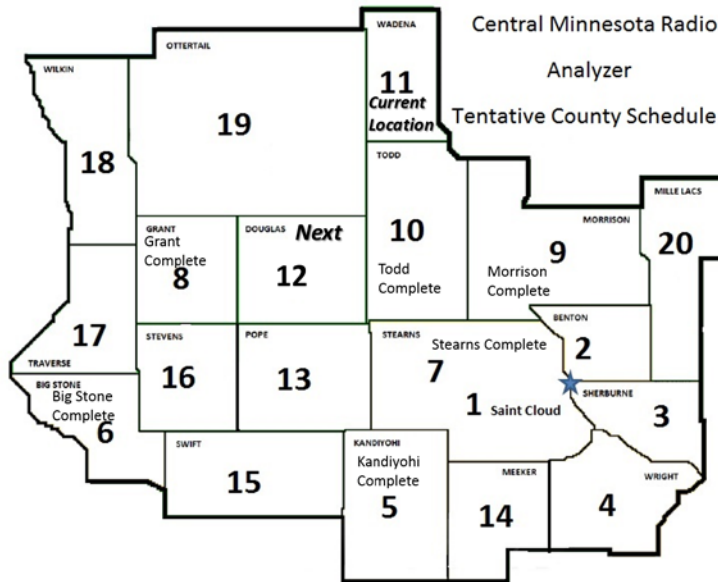 Central Minnesota Radio
Analyzer
Tentative County Schedule
WADENA
11
Current
Location
OTTERTAIL
19
WILKIN
18
TODD
10
Todd
Complete
MILLE LACS
20
MORRISON
9
Morrison
Complete
GRANT
Grant
Complete
8
DOUGLAS
Next
12
BENTON
2
17
TRAVERSE
STEVENS
16
POPE
13
STEARNS
Stearns Complete
7
1
Saint Cloud
SHERBURNE
3
BIG STONE
Big Stone
Complete
6
SWIFT
15
KANDIYOHI
Kandiyohi
Complete
5
MEEKER
14
WRIGHT
4